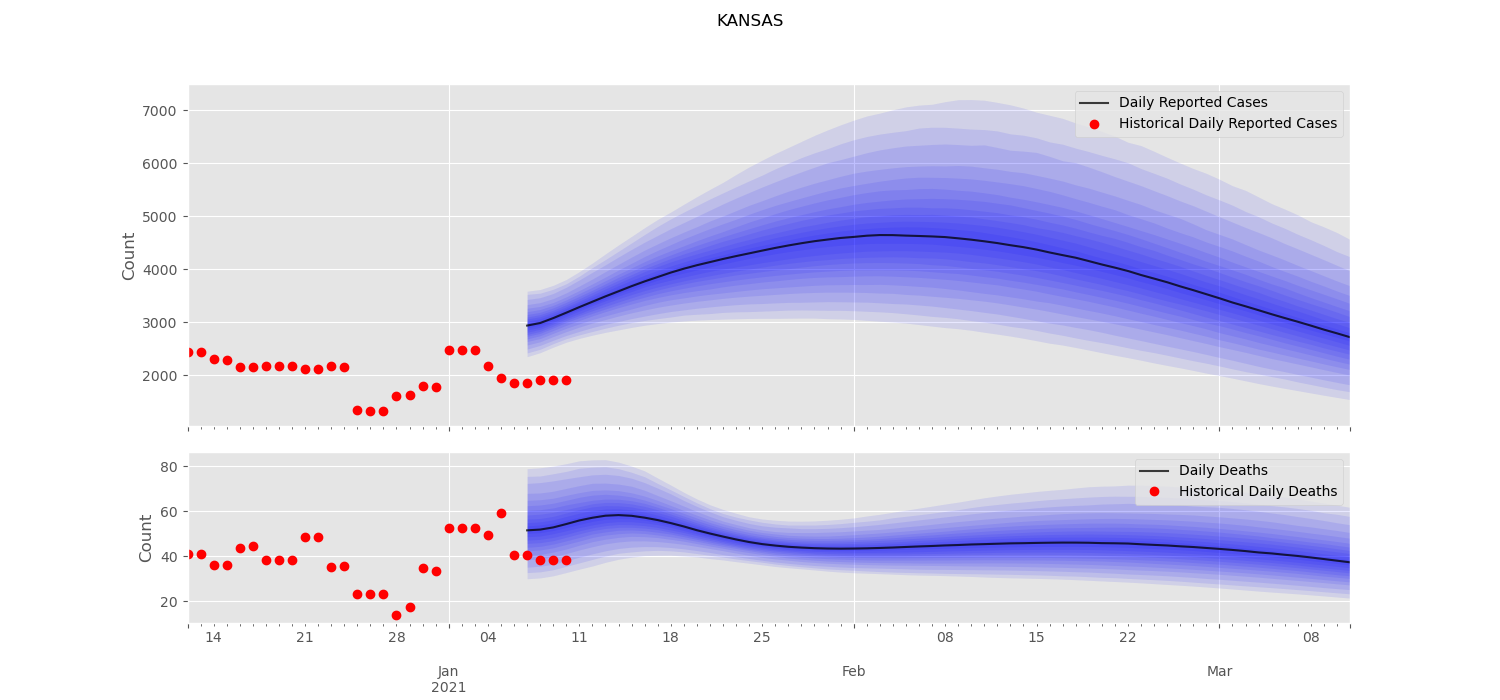 KANSAS
7000
6000
5000
4000
3000
2000
Count
Daily Reported Cases
Historical Daily Reported Cases
80
60
40
20
Count
Daily Deaths
Historical Daily Deaths
14 21 28 04 11 18 25 08 15 22 08
Jan Feb Mar
2021